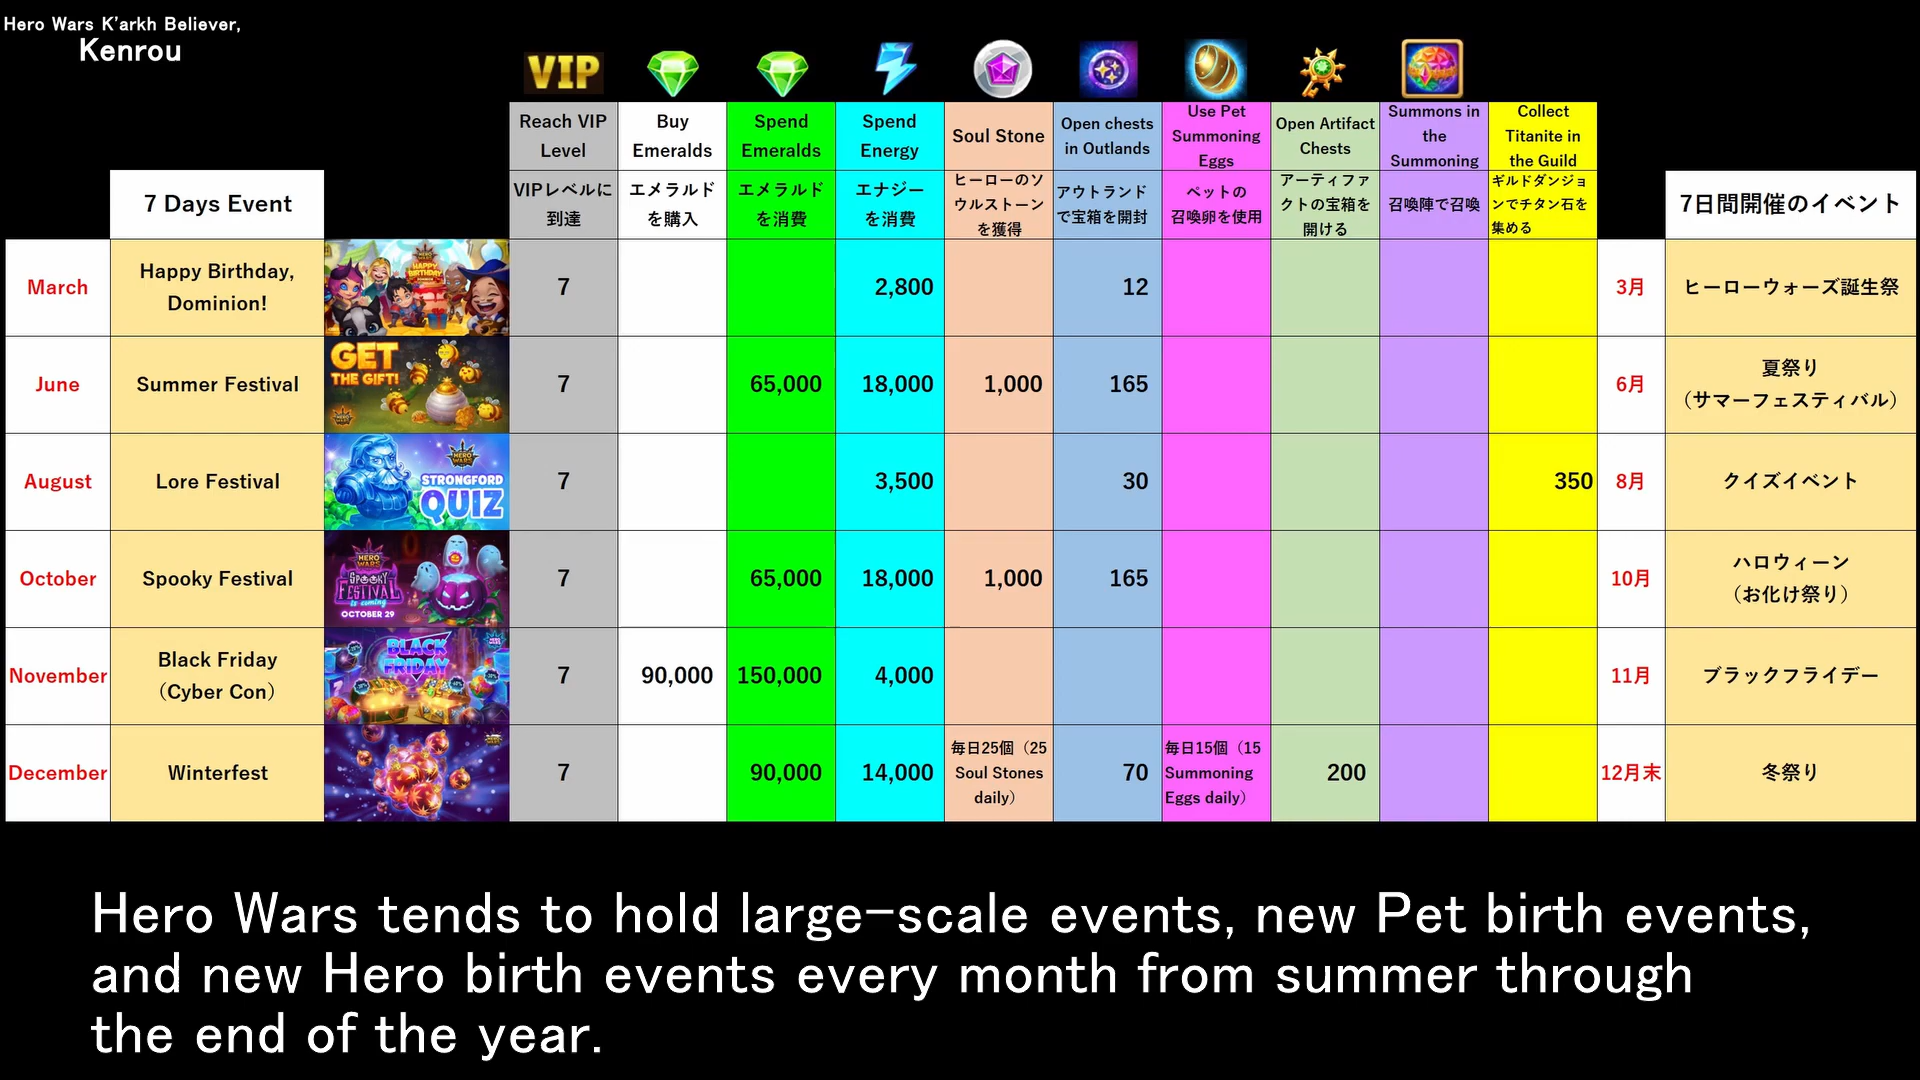 Hero Wars K'arkh Believer,
Kenrou
VIP
Reach VIP
Level
Buy
Emeralds
Spend
Emeralds
Spend
Energy
Soul Stone
Open chests
in Outlands
Use Pet
Summoning
Eggs
Open Artifact
Chests
Summons in
the
Summoning
Collect
Titanite in
the Guild
7 Days Event
VIPレベルに
到達
エメラルド
を購入
エメラルド
を消費
エナジー
を消費
ヒーローのソ
ウルストーン
を獲得
アウトランド
で宝箱を開封
ペットの
召喚卵を使用
アーティファ
クトの宝箱を
開ける
召喚陣で召喚
ギルドダンジョ
ンでチタン石を
集める
7日間開催のイベント
March
Happy Birthday,
Dominion!
HAPPY
BIRTHDAY
7
2,800
12
3月
ヒーローウォーズ誕生祭
June
Summer Festival
GET
THE GIFT!
7
65,000
18,000
1,000
165
6月
夏祭り
（サマーフェスティバル）
August
Lore Festival
HERO
WARS
STRONGFORD
QUIZ
7
3,500
30
350
8月
クイズイベント
October
Spooky Festival
HERO
WARS
SPOOKY
FESTIVAL
is coming
OCTOBER 29
7
65,000
18,000
1,000
165
10月
ハロウィーン
（お化け祭り）
November
Black Friday
（Cyber Con）
BLACK
FRIDAY
7
90,000
150,000
4,000
11月
ブラックフライデー
December
Winterfest
7
90,000
14,000
毎日25個（25
Soul Stones
daily）
70
毎日15個（15
Summoning
Eggs daily）
200
12月末
冬祭り
Hero Wars tends to hold large-scale events, new Pet birth events,
and new Hero birth events every month from summer through
the end of the year.